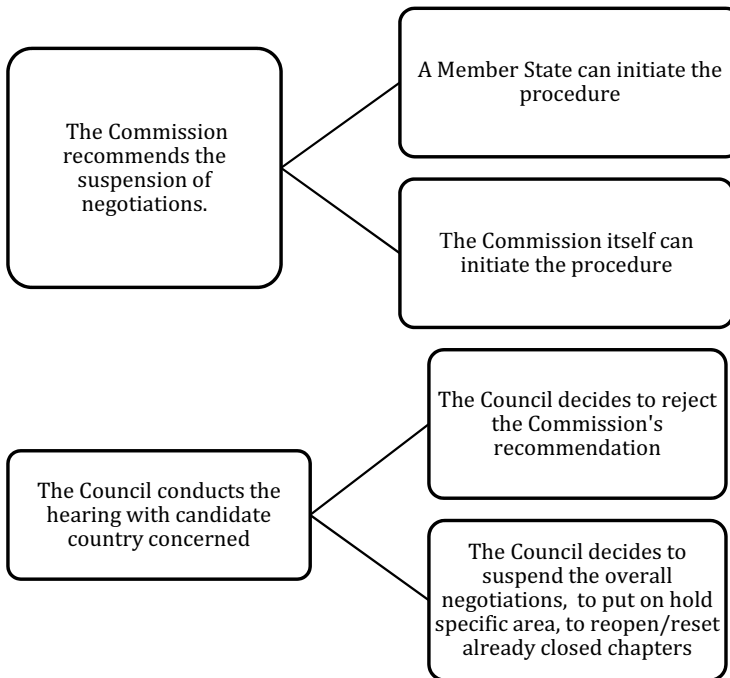 The Commission
recommends the
suspension of
negotiations.
A Member State can initiate the
procedure
The Commission itself can
initiate the procedure
The Council conducts the
hearing with candidate
country concerned
The Council decides to reject
the Commission's
recommendation
The Council decides to
suspend the overall
negotiations, to put on hold
specific area, to reopen/reset
already closed chapters